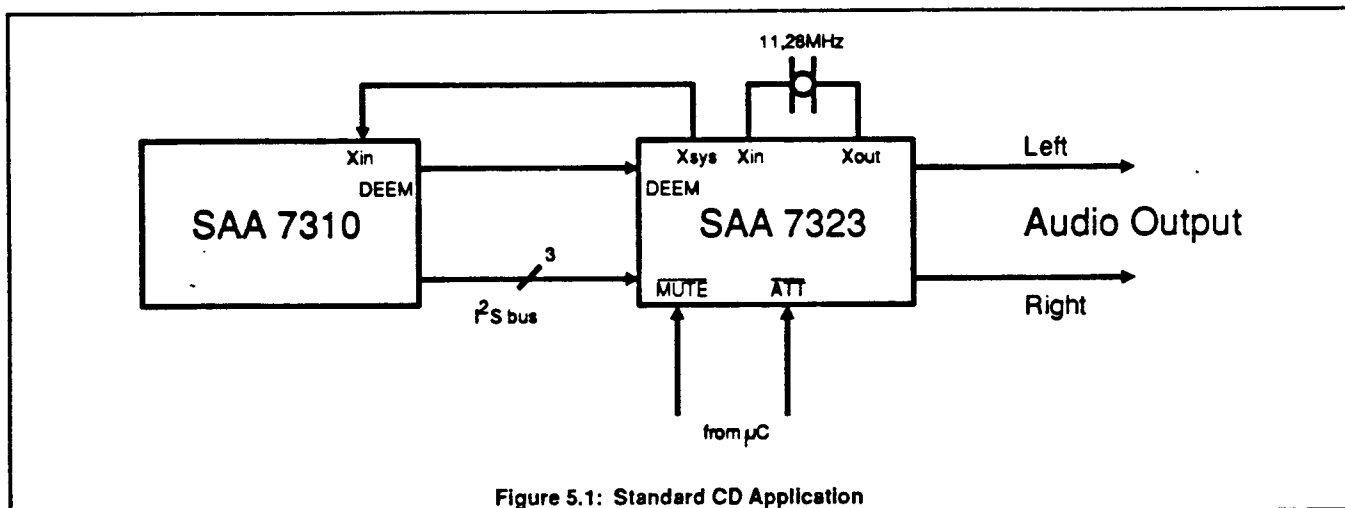 11,28MHz
Xin
DEEM
SAA 7310
3
I²S bus
Xsys Xin Xout
DEEM
SAA 7323
MUTE ATT
from µC
Left
Audio Output
Right
Figure 5.1: Standard CD Application